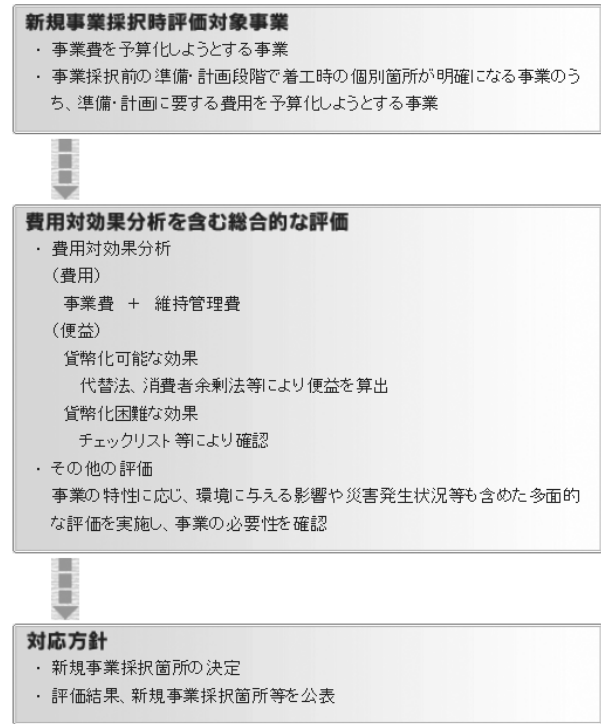 新規事業採択時評価対象事業
・ 事業費を予算化しようとする事業
・ 事業採択前の準備・計画段階で着工時の個別箇所が明確になる事業のう
ち、準備・計画に要する費用を予算化しようとする事業
費用対効果分析を含む総合的な評価
・ 費用対効果分析
（費用）
事業費 ＋ 維持管理費
（便益）
貨幣化可能な効果
代替法、消費者余剰法等により便益を算出
貨幣化困難な効果
チェックリスト等により確認
・ その他の評価
事業の特性に応じ、環境に与える影響や災害発生状況等も含めた多面的
な評価を実施し、事業の必要性を確認
対応方針
・ 新規事業採択箇所の決定
・ 評価結果、新規事業採択箇所等を公表